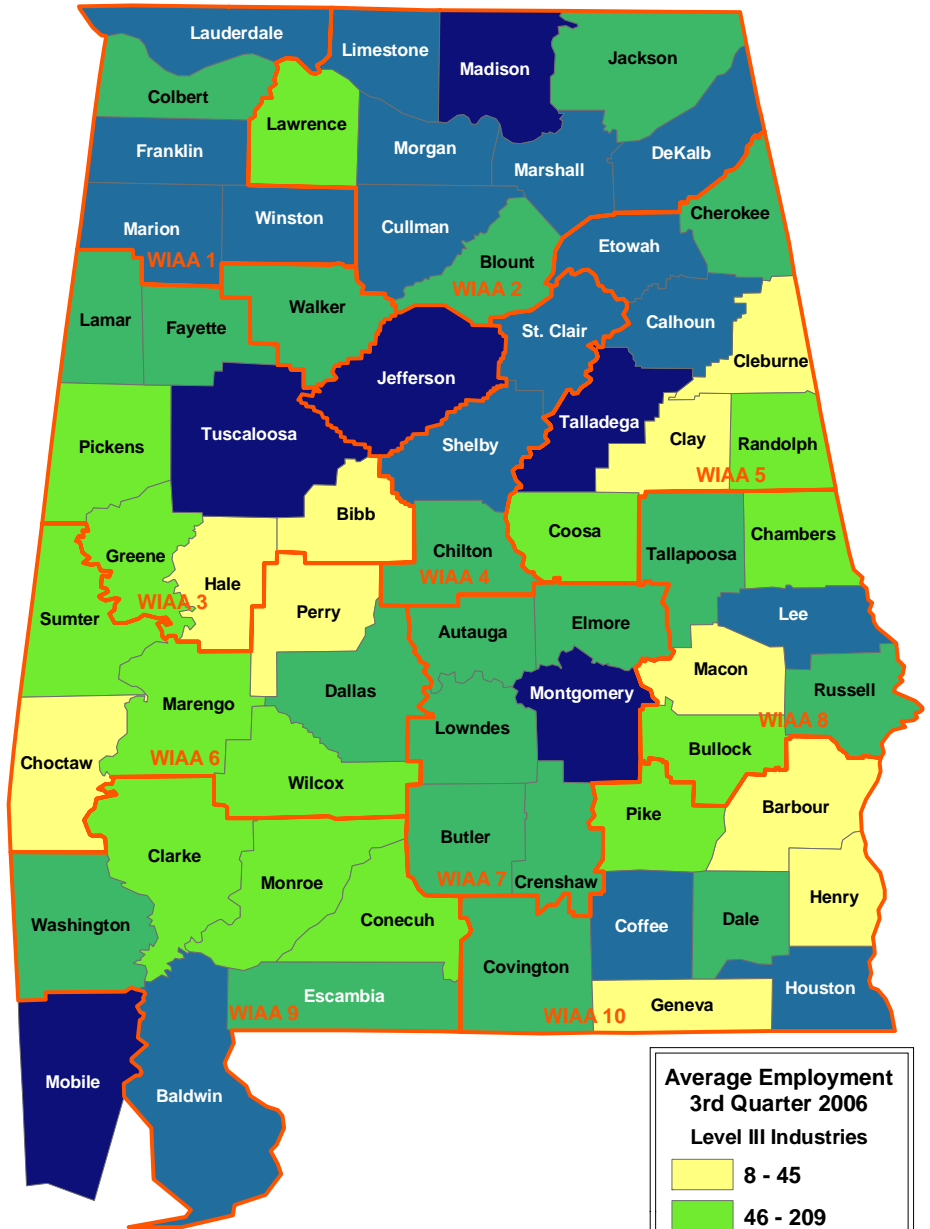 Lauderdale
Limestone
Madison
Jackson
Colbert
Lawrence
Franklin
Morgan
Marshall
DeKalb
Marion
Winston
Cullman
Cherokee
Etowah
WIAA 1
Blount
WIAA 2
Lamar
Fayette
Walker
St. Clair
Calhoun
Cleburne
Jefferson
Talladega
Tuscaloosa
Pickens
Shelby
Clay
Randolph
WIAA 5
Bibb
Coosa
Chambers
Greene
Chilton
Tallapoosa
Hale
WIAA 4
WIAA 3
Perry
Sumter
Autauga
Elmore
Lee
Macon
Dallas
Montgomery
Russell
Marengo
Lowndes
WIAA 8
Choctaw
WIAA 6
Bullock
Wilcox
Barbour
Pike
Butler
Clarke
Monroe
WIAA 7
Crenshaw
Henry
Conecuh
Washington
Coffee
Dale
Covington
Houston
Escambia
Geneva
WIAA 9
WIAA 10
Mobile
Baldwin
Average Employment
3rd Quarter 2006
Level III Industries
8 - 45
46 - 209